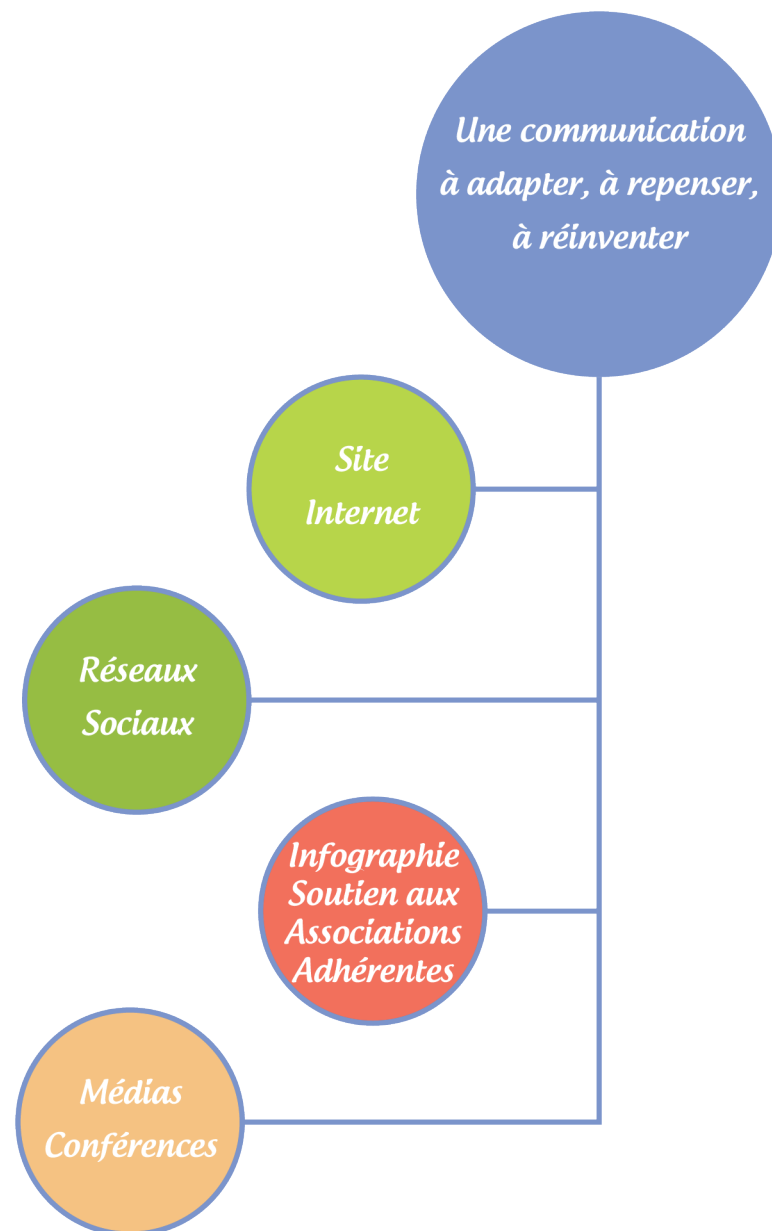 Une communication
à adapter, à repenser,
à réinventer
Site
Internet
Réseaux
Sociaux
Infographie
Soutien aux
Associations
Adhérentes
Médias
Conférences